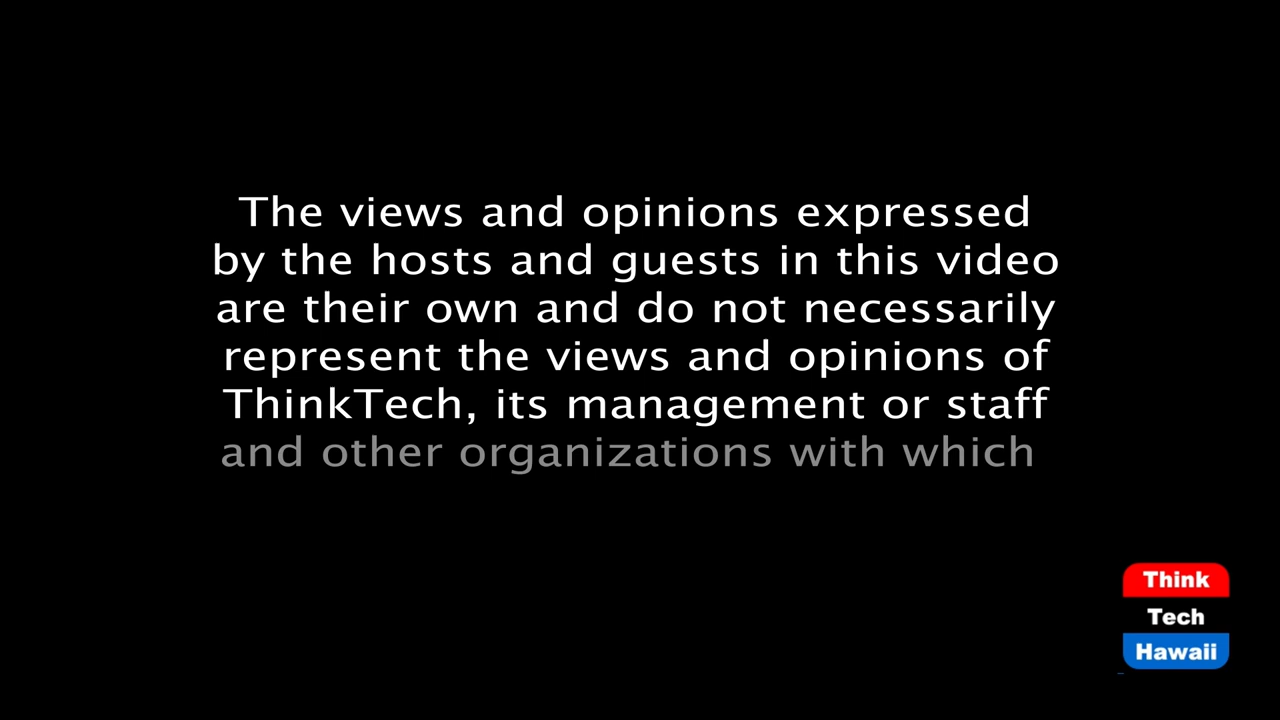 The views and opinions expressed
by the hosts and guests in this video
are their own and do not necessarily
represent the views and opinions of
ThinkTech, its management or staff
and other organizations with which
Think
Tech
Hawaii